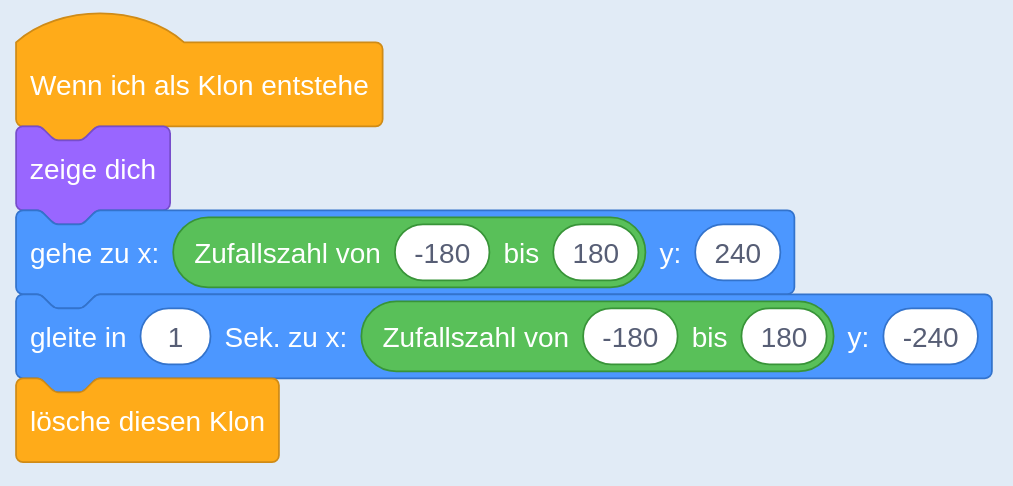 Wenn ich als Klon entstehe
zeige dich
gehe zu x: Zufallszahl von -180 bis 180 y: 240
gleite in 1 Sek. zu x: Zufallszahl von -180 bis 180 y: -240
lösche diesen Klon